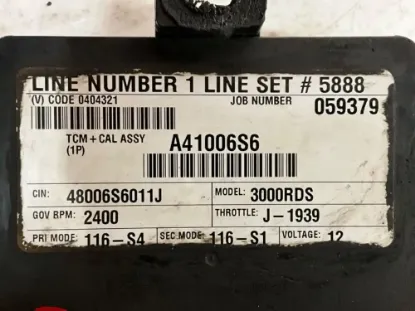 LINE NUMBER 1 LINE SET # 5888
(V) CODE 0404321 JOB NUMBER 059379
TCM + CAL ASSY A41006S6
(1P)
CIN: 48006S6011J MODEL: 3000RDS
GOV RPM: 2400 THROTTLE: J-1939
PRI MODE: 116-S4 SEC MODE: 116-S1 VOLTAGE: 12